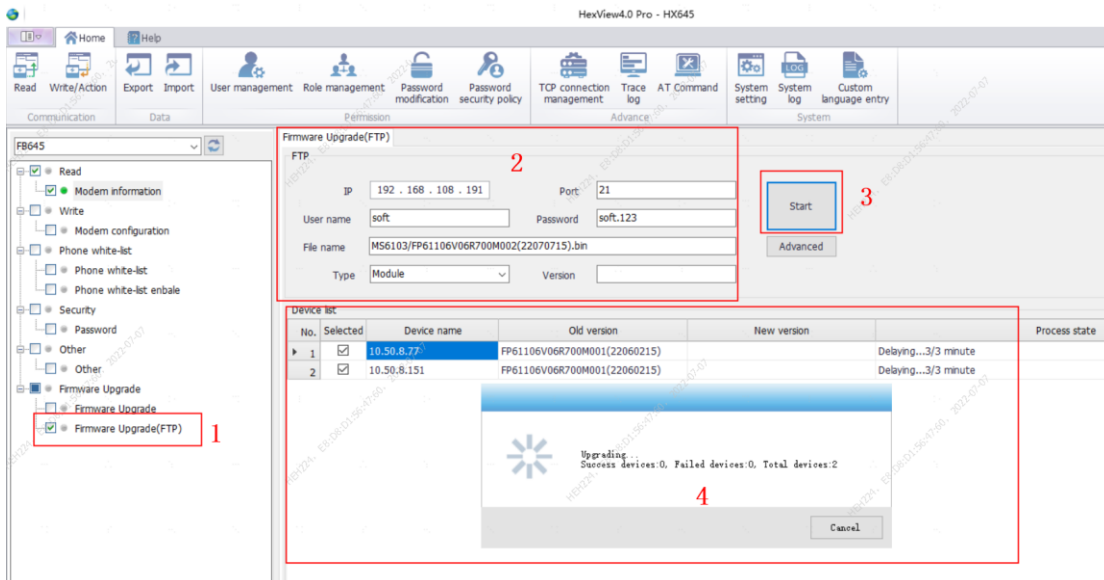 HexView4.0 Pro - HX645
Home Help
Read Write/Action Export Import User management Role management Password modification Password security policy TCP connection management Trace log AT Command System setting System log Custom language entry
Communication Data Permission Advance System
FB645
Read
Modem information
Write
Modem configuration
Phone white-list
Phone white-list
Phone white-list enbale
Security
Password
Other
Other
Firmware Upgrade
Firmware Upgrade
Firmware Upgrade(FTP)
1
Firmware Upgrade(FTP)
FTP
2
IP 192 . 168 . 108 . 191 Port 21
User name soft Password soft.123
File name MS6103/FP61106V06R700M002(22070715).bin
Type Module Version
Start
3
Advanced
Device list
No. Selected Device name Old version New version Process state
1 10.50.8.77 FP61106V06R700M001(22060215) Delaying...3/3 minute
2 10.50.8.151 FP61106V06R700M001(22060215) Delaying...3/3 minute
Upgrading...
Success devices:0, Failed devices:0, Total devices:2
4
Cancel